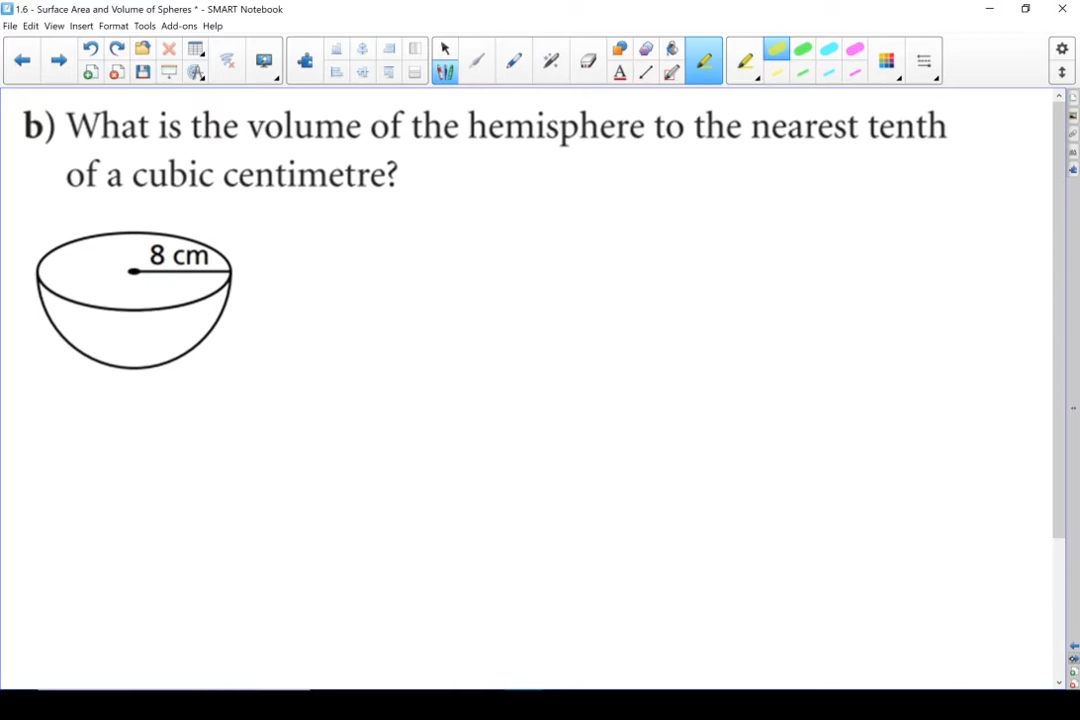 1.6 - Surface Area and Volume of Spheres * - SMART Notebook
File Edit View Insert Format Tools Add-ons Help
b) What is the volume of the hemisphere to the nearest tenth
of a cubic centimetre?
8 cm